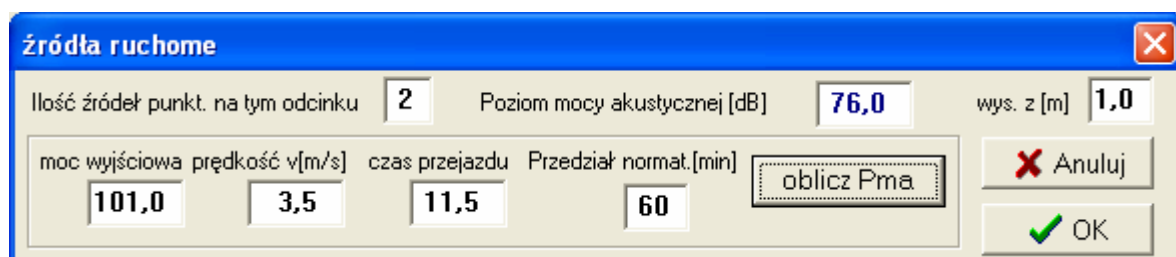 źródła ruchome
Ilość źródeł punkt. na tym odcinku 2 Poziom mocy akustycznej [dB] 76,0 wys. z [m] 1,0
moc wyjściowa prędkość v[m/s] czas przejazdu Przedział normat.[min] oblicz Pma Anuluj
101,0 3,5 11,5 60 OK